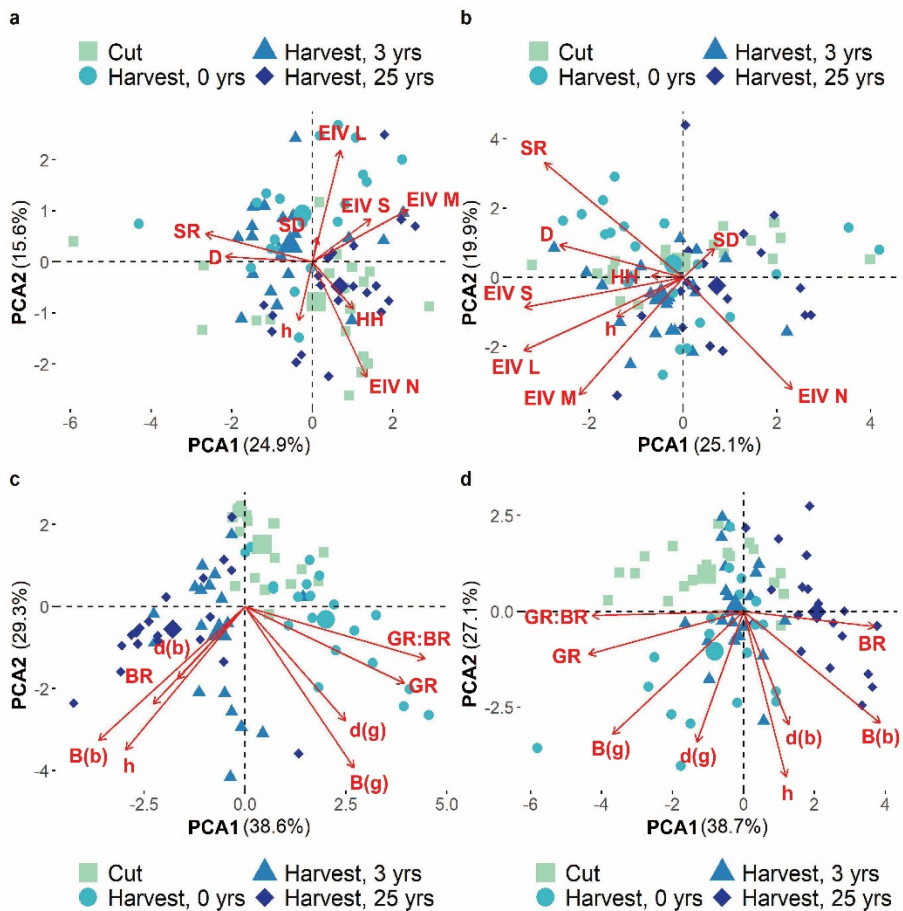 a
b
Cut
Harvest, 3 yrs
Harvest, 0 yrs
Harvest, 25 yrs
Cut
Harvest, 3 yrs
Harvest, 0 yrs
Harvest, 25 yrs
EIV L
EIV M
EIV S
SD
SR
D
HH
h
EIV N
2
1
0
-1
-2
PCA2 (15.6%)
-6
-4
-2
0
2
PCA1 (24.9%)
SR
D
SD
HH
EIV S
h
EIV L
EIV M
EIV N
4
2
0
-2
PCA2 (19.9%)
-2
0
2
4
PCA1 (25.1%)
c
d
GR:BR
GR
d(b)
BR
d(g)
B(b)
h
B(g)
2
0
-2
-4
PCA2 (29.3%)
-2.5
0.0
2.5
5.0
PCA1 (38.6%)
GR:BR
BR
GR
B(g)
d(g)
d(b)
B(b)
h
2.5
0.0
-2.5
PCA2 (27.1%)
-6
-4
-2
0
2
4
PCA1 (38.7%)
Cut
Harvest, 3 yrs
Harvest, 0 yrs
Harvest, 25 yrs
Cut
Harvest, 3 yrs
Harvest, 0 yrs
Harvest, 25 yrs